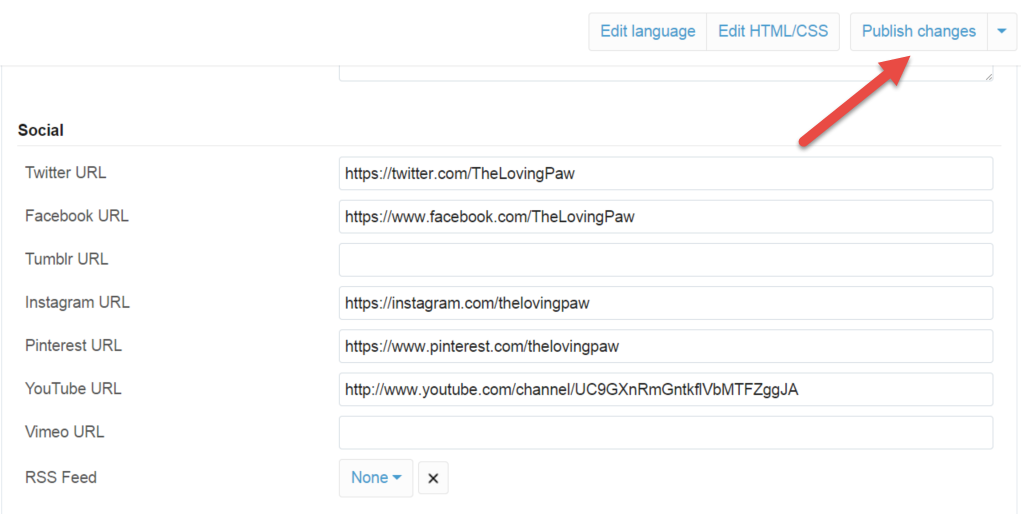 Edit language Edit HTML/CSS Publish changes
Social
Twitter URL https://twitter.com/TheLovingPaw
Facebook URL https://www.facebook.com/TheLovingPaw
Tumblr URL
Instagram URL https://instagram.com/thelovingpaw
Pinterest URL https://www.pinterest.com/thelovingpaw
YouTube URL http://www.youtube.com/channel/UC9GXnRmGntkflVbMTFZggJA
Vimeo URL
RSS Feed None